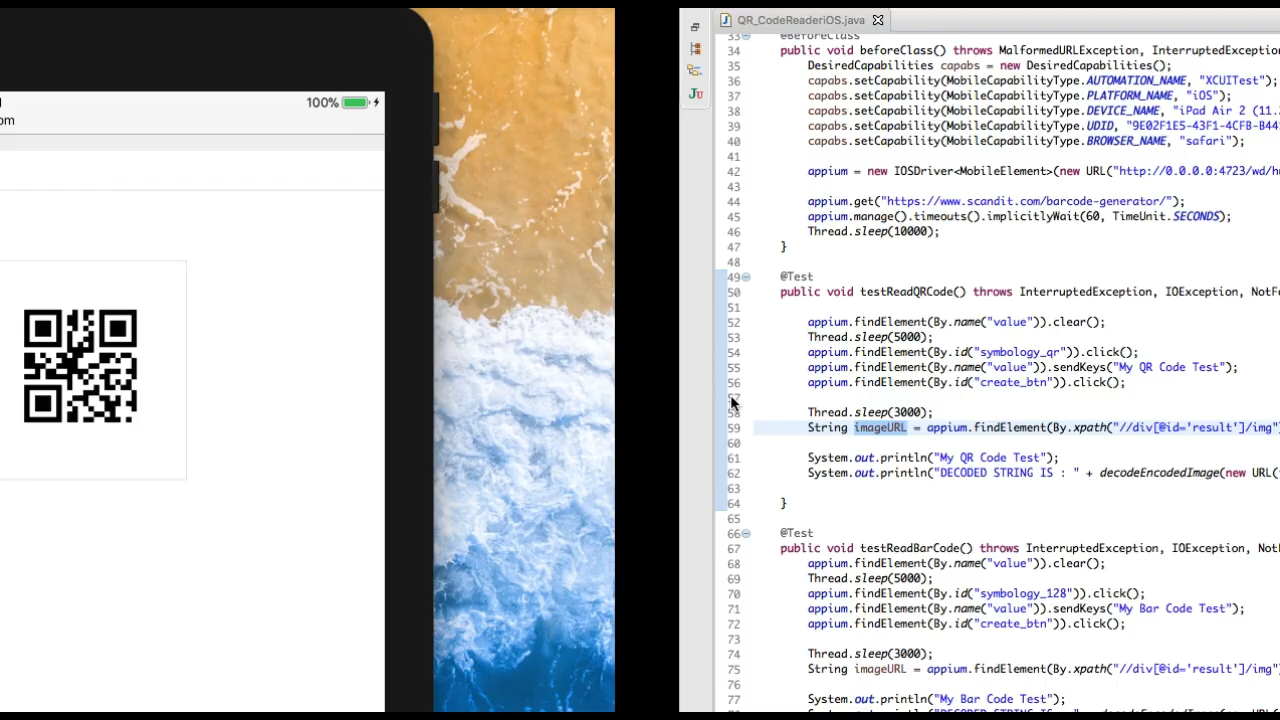 100%
om
QR_CodeReaderiOS.java
33 @BeforeClass
34 public void beforeClass() throws MalformedURLException, InterruptedException
35 DesiredCapabilities capabs = new DesiredCapabilities();
36 capabs.setCapability(MobileCapabilityType.AUTOMATION_NAME, "XCUITest");
37 capabs.setCapability(MobileCapabilityType.PLATFORM_NAME, "iOS");
38 capabs.setCapability(MobileCapabilityType.DEVICE_NAME, "iPad Air 2 (11.
39 capabs.setCapability(MobileCapabilityType.UDID, "9E02F1E5-43F1-4CFB-B44
40 capabs.setCapability(MobileCapabilityType.BROWSER_NAME, "safari");
41
42 appium = new IOSDriver<MobileElement>(new URL("http://0.0.0.0:4723/wd/hu
43
44 appium.get("https://www.scandit.com/barcode-generator/");
45 appium.manage().timeouts().implicitlyWait(60, TimeUnit.SECONDS);
46 Thread.sleep(10000);
47 }
48
49 @Test
50 public void testReadQRCode() throws InterruptedException, IOException, NotF
51
52 appium.findElement(By.name("value")).clear();
53 Thread.sleep(5000);
54 appium.findElement(By.id("symbology_qr")).click();
55 appium.findElement(By.name("value")).sendKeys("My QR Code Test");
56 appium.findElement(By.id("create_btn")).click();
57
58 Thread.sleep(3000);
59 String imageURL = appium.findElement(By.xpath("//div[@id='result']/img"
60
61 System.out.println("My QR Code Test");
62 System.out.println("DECODED STRING IS : " + decodeEncodedImage(new URL(
63
64 }
65
66 @Test
67 public void testReadBarCode() throws InterruptedException, IOException, Not
68 appium.findElement(By.name("value")).clear();
69 Thread.sleep(5000);
70 appium.findElement(By.id("symbology_128")).click();
71 appium.findElement(By.name("value")).sendKeys("My Bar Code Test");
72 appium.findElement(By.id("create_btn")).click();
73
74 Thread.sleep(3000);
75 String imageURL = appium.findElement(By.xpath("//div[@id='result']/img"
76
77 System.out.println("My Bar Code Test");